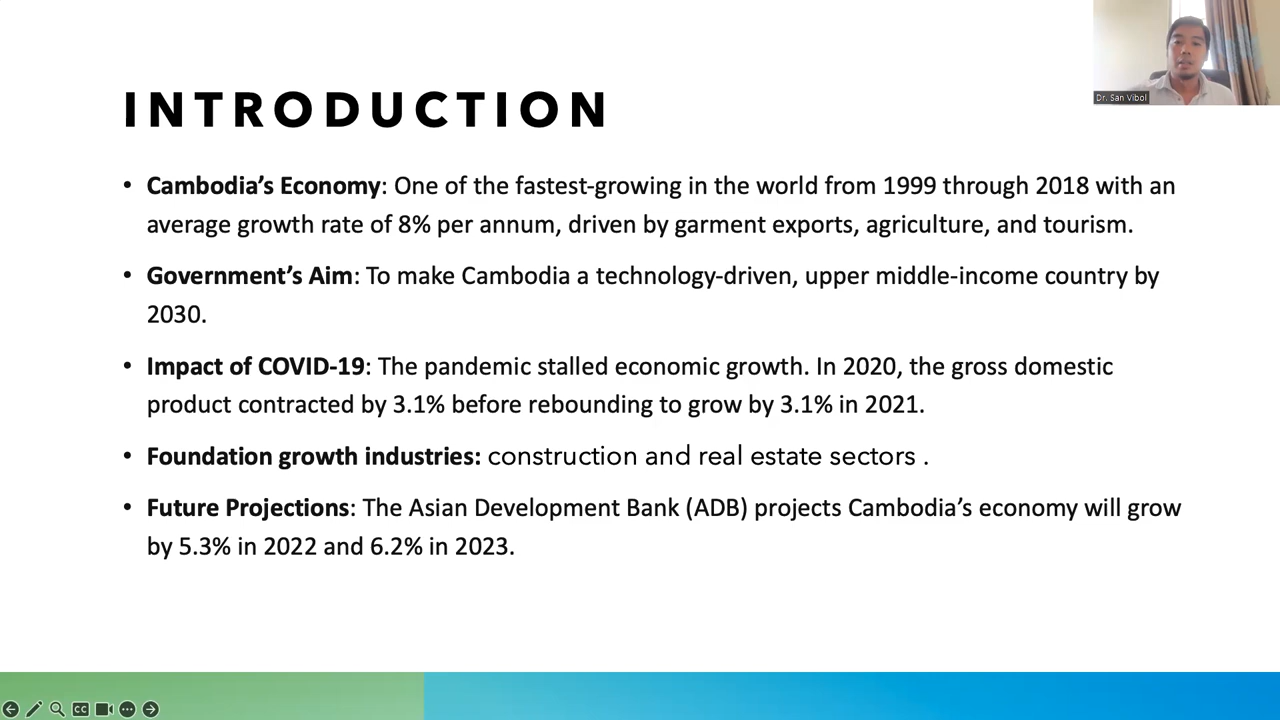 Dr. San Vibol
INTRODUCTION
• Cambodia’s Economy: One of the fastest-growing in the world from 1999 through 2018 with an
average growth rate of 8% per annum, driven by garment exports, agriculture, and tourism.
• Government’s Aim: To make Cambodia a technology-driven, upper middle-income country by
2030.
• Impact of COVID-19: The pandemic stalled economic growth. In 2020, the gross domestic
product contracted by 3.1% before rebounding to grow by 3.1% in 2021.
• Foundation growth industries: construction and real estate sectors .
• Future Projections: The Asian Development Bank (ADB) projects Cambodia’s economy will grow
by 5.3% in 2022 and 6.2% in 2023.
CC